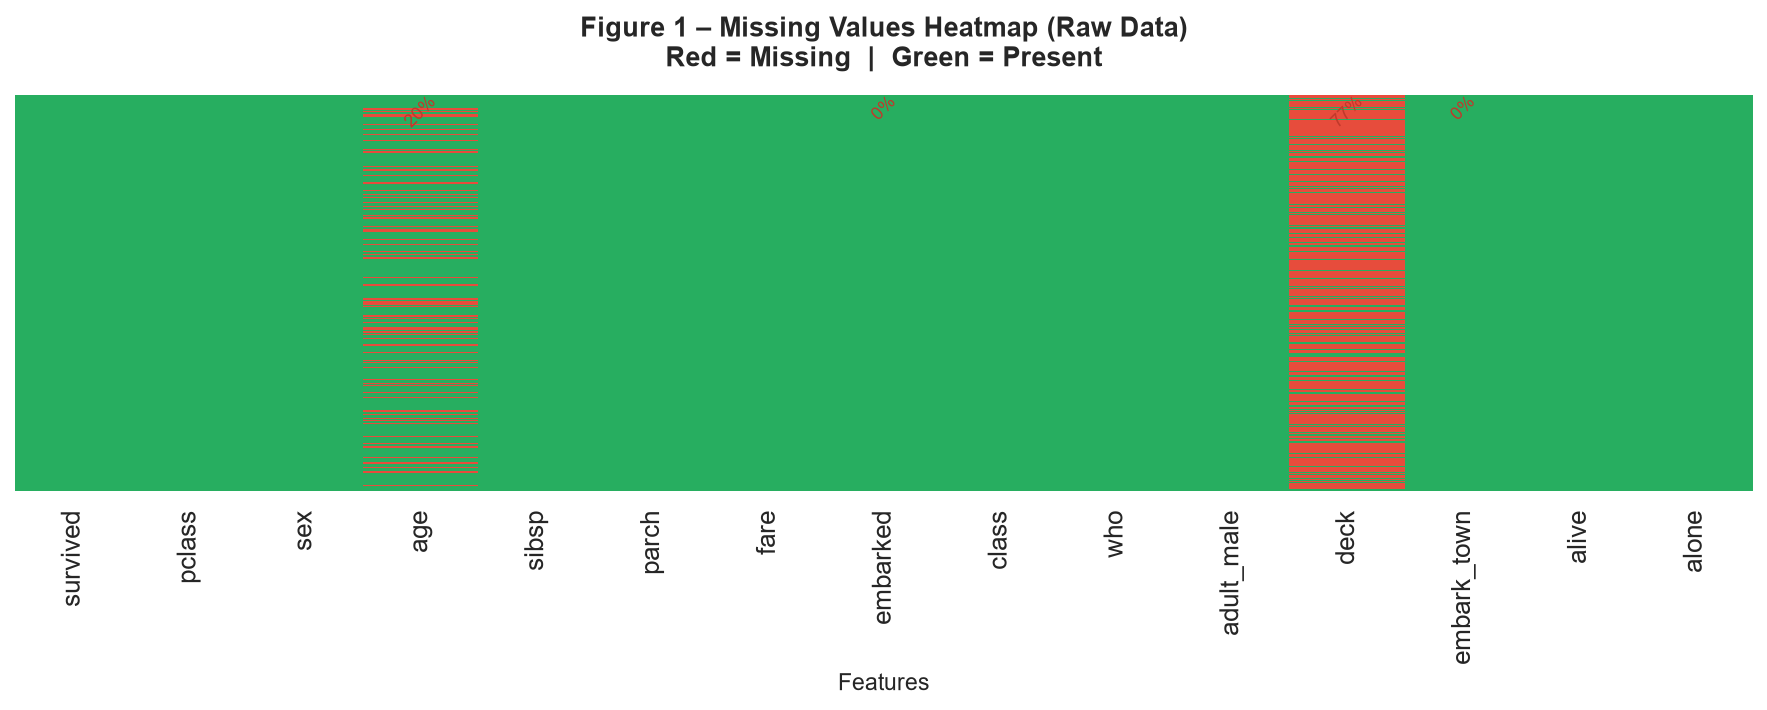 Figure 1 – Missing Values Heatmap (Raw Data)
Red = Missing | Green = Present
20%
0%
77%
0%
survived
pclass
sex
age
sibsp
parch
fare
embarked
class
who
adult_male
deck
embark_town
alive
alone
Features